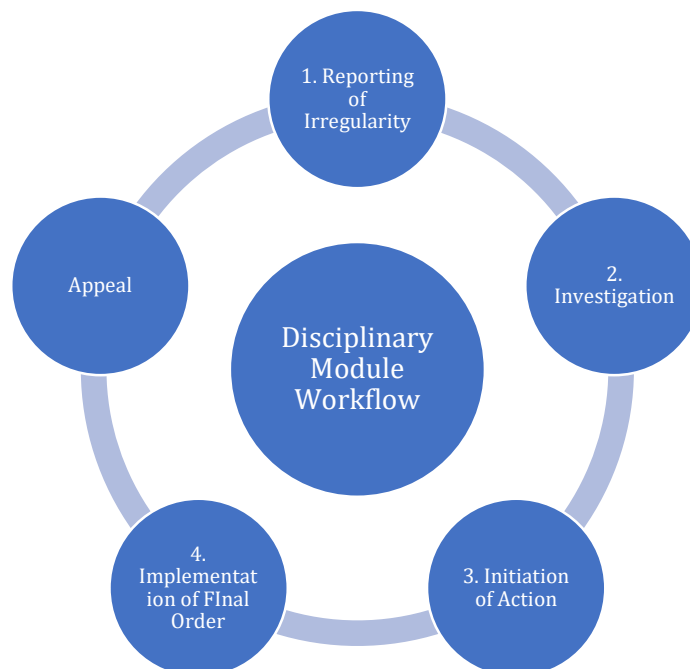 1. Reporting
of
Irregularity
2.
Investigation
3. Initiation
of Action
4.
Implementat
ion of FInal
Order
Appeal
Disciplinary
Module
Workflow